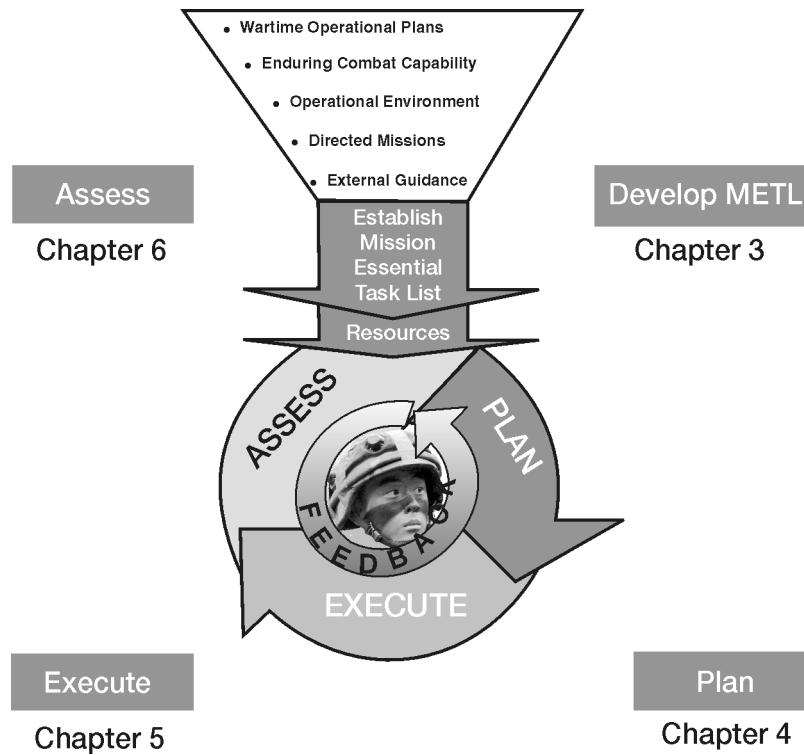 • Wartime Operational Plans
• Enduring Combat Capability
• Operational Environment
• Directed Missions
• External Guidance
Assess
Chapter 6
Develop METL
Chapter 3
Establish
Mission
Essential
Task List
Resources
ASSESS
PLAN
FEEDBACK
EXECUTE
Execute
Chapter 5
Plan
Chapter 4